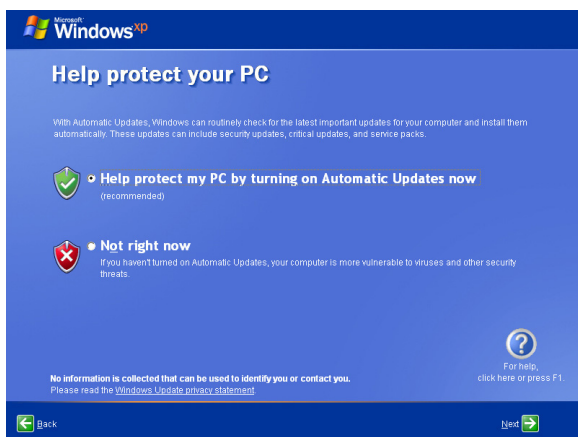 Microsoft
Windows xp
Help protect your PC
With Automatic Updates, Windows can routinely check for the latest important updates for your computer and install them
automatically. These updates can include security updates, critical updates, and service packs.
Help protect my PC by turning on Automatic Updates now
(recommended)
Not right now
If you haven't turned on Automatic Updates, your computer is more vulnerable to viruses and other security
threats.
For help,
click here or press F1.
No information is collected that can be used to identify you or contact you.
Please read the Windows Update privacy statement.
Back
Next